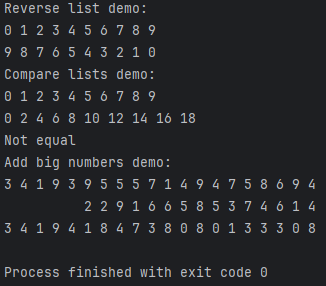 Reverse list demo:
0 1 2 3 4 5 6 7 8 9
9 8 7 6 5 4 3 2 1 0
Compare lists demo:
0 1 2 3 4 5 6 7 8 9
0 2 4 6 8 10 12 14 16 18
Not equal
Add big numbers demo:
3 4 1 9 3 9 5 5 5 7 1 4 9 4 7 5 8 6 9 4
2 2 9 1 6 6 5 8 5 3 7 4 6 1 4
3 4 1 9 4 1 8 4 7 3 8 0 8 0 1 3 3 3 0 8
Process finished with exit code 0